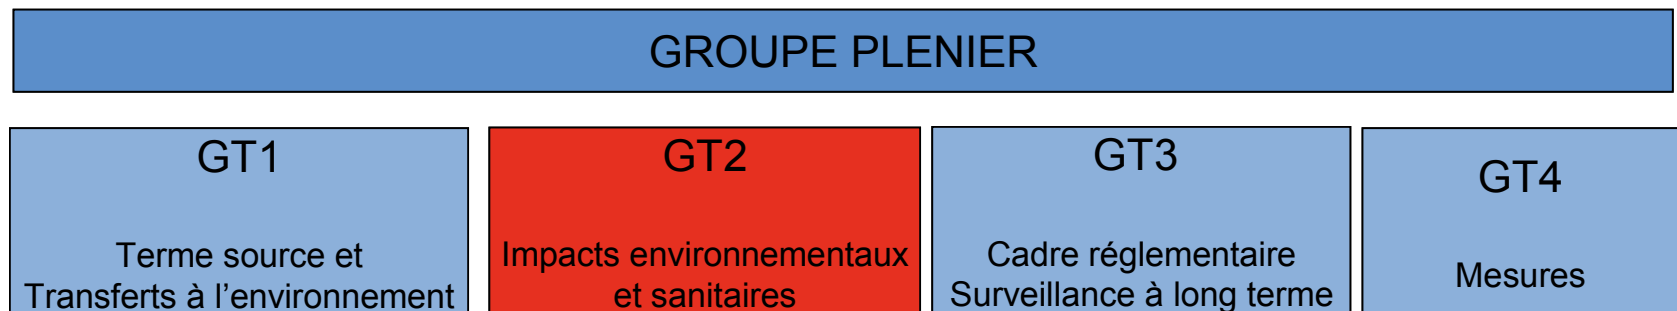 GROUPE PLENIER
GT1
Terme source et
Transferts à l'environnement
GT2
Impacts environnementaux
et sanitaires
GT3
Cadre réglementaire
Surveillance à long terme
GT4
Mesures